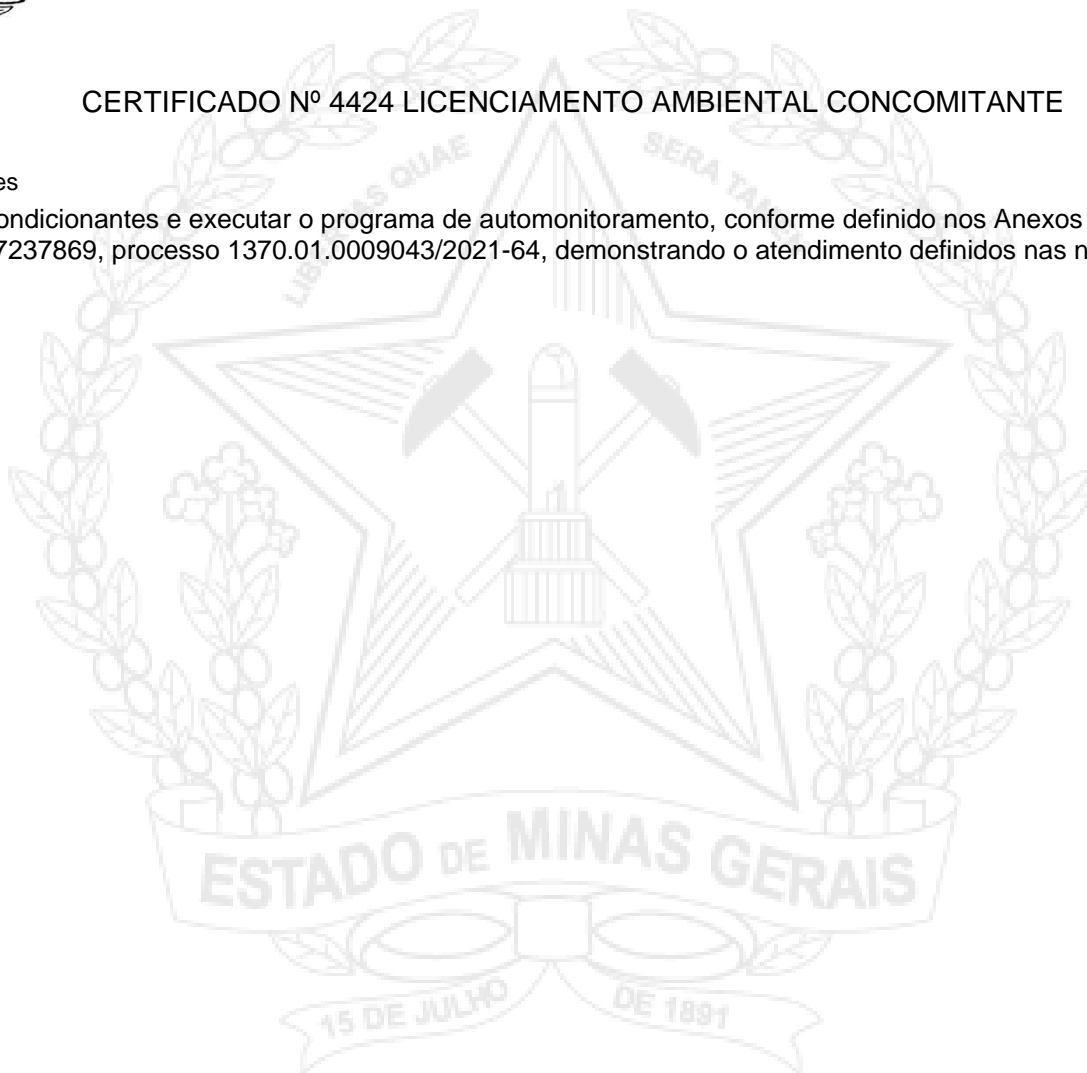 CERTIFICADO Nº 4424 LICENCIAMENTO AMBIENTAL CONCOMITANTE
es
ondicionantes e executar o programa de automonitoramento, conforme definido nos Anexos
7237869, processo 1370.01.0009043/2021-64, demonstrando o atendimento definidos nas n
LIBERTAS QUAE SERA TAMEN
ESTADO DE MINAS GERAIS
15 DE JULHO DE 1891